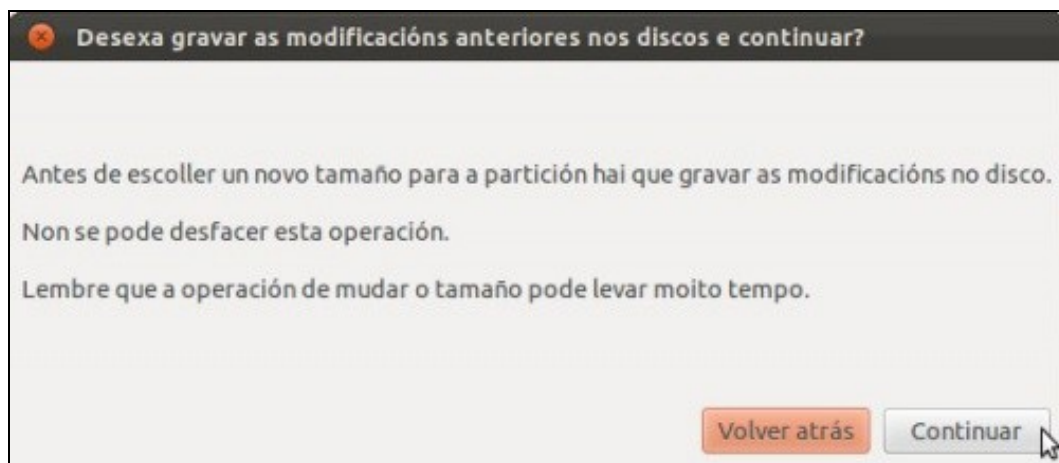 Desexa gravar as modificacións anteriores nos discos e continuar?
Antes de escoller un novo tamaño para a partición hai que gravar as modificacións no disco.
Non se pode desfacer esta operación.
Lembre que a operación de mudar o tamaño pode levar moito tempo.
Volver atrás
Continuar